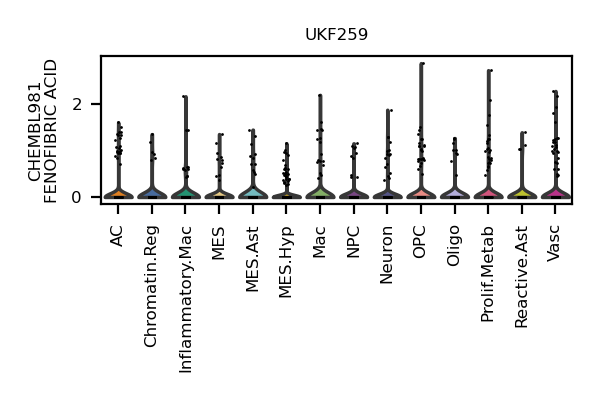 UKF259
CHEMBL981
FENOFIBRIC ACID
2
0
AC
Chromatin.Reg
Inflammatory.Mac
MES
MES.Ast
MES.Hyp
Mac
NPC
Neuron
OPC
Oligo
Prolif.Metab
Reactive.Ast
Vasc